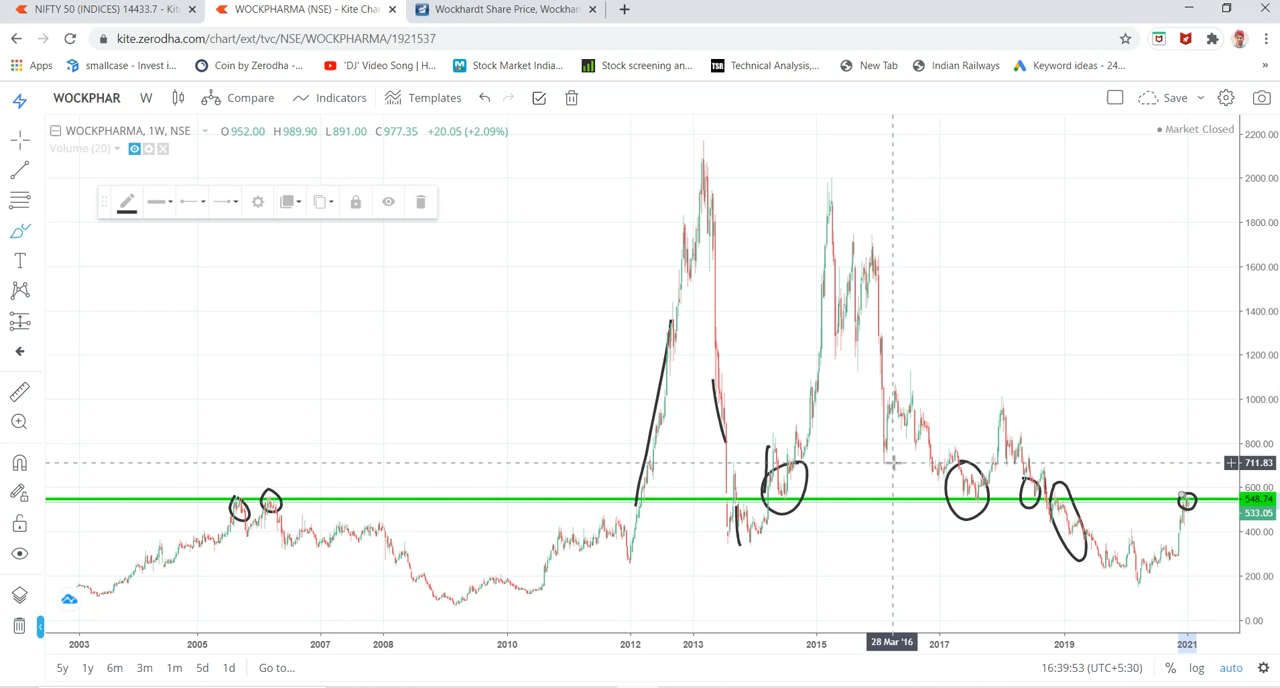 NIFTY 50 (INDICES) 14433.7 - Kit
WOCKPHARMA (NSE) - Kite Cha
Wockhardt Share Price, Wockhar
kite.zerodha.com/chart/ext/tvc/NSE/WOCKPHARMA/1921537
Apps smallcase - Invest i... Coin by Zerodha -... 'DJ' Video Song | H... Stock Market India... Stock screening an... TSR Technical Analysis,... New Tab Indian Railways Keyword ideas - 24... »
WOCKPHAR W Compare Indicators Templates Save
WOCKPHARMA, 1W, NSE O952.00 H989.90 L891.00 C977.35 +20.05 (+2.09%)
Market Closed
Volume (20)
2200.00
2000.00
1800.00
1600.00
1400.00
1200.00
1000.00
800.00
711.83
600.00
548.74
533.05
400.00
200.00
0.00
2003 2005 2007 2008 2010 2012 2013 2015 28 Mar '16 2017 2019 2021
5y 1y 6m 3m 1m 5d 1d Go to... 16:39:53 (UTC+5:30) % log auto